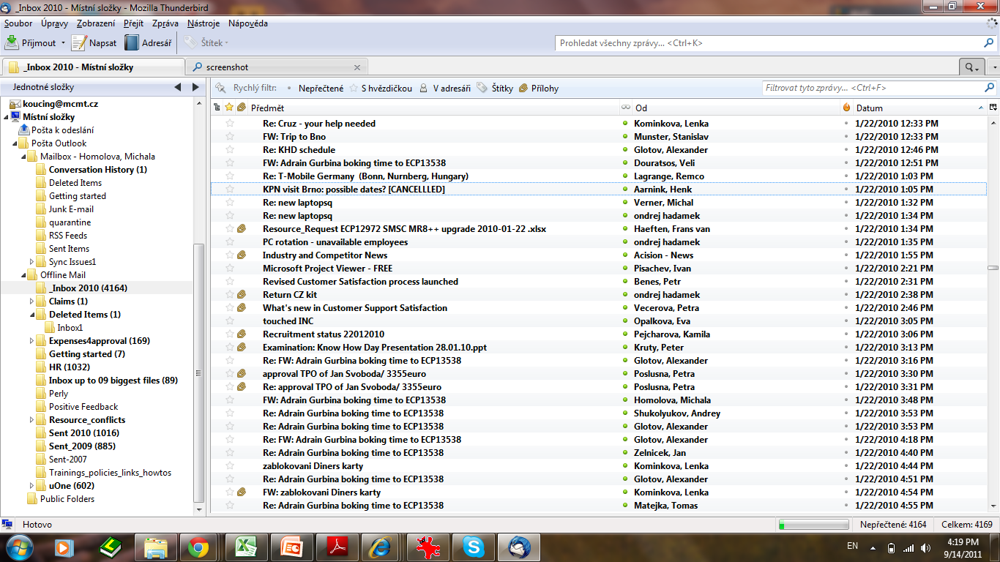 _Inbox 2010 - Místní složky - Mozilla Thunderbird
Soubor Úpravy Zobrazení Přejít Zpráva Nástroje Nápověda
Přijmout Napsat Adresář Štítek Prohledat všechny zprávy... <Ctrl+K>
_Inbox 2010 - Místní složky screenshot
Jednotné složky
koucing@mcmt.cz
Místní složky
Pošta k odeslání
Pošta Outlook
Mailbox - Homolova, Michala
Conversation History (1)
Deleted Items
Getting started
Junk E-mail
quarantine
RSS Feeds
Sent Items
Sync Issues1
Offline Mail
_Inbox 2010 (4164)
Claims (1)
Deleted Items (1)
Inbox1
Expenses4approval (169)
Getting started (7)
HR (1032)
Inbox up to 09 biggest files (89)
Perly
Positive Feedback
Resource_conflicts
Sent 2010 (1016)
Sent_2009 (885)
Sent-2007
Trainings_policies_links_howtos
uOne (602)
Public Folders
Rychlý filtr: Nepřečtené S hvězdičkou V adresáři Štítky Přílohy Filtrovat tyto zprávy... <Ctrl+F>
Předmět Od Datum
Re: Cruz - your help needed Kominkova, Lenka 1/22/2010 12:33 PM
FW: Trip to Bno Munster, Stanislav 1/22/2010 12:33 PM
Re: KHD schedule Glotov, Alexander 1/22/2010 12:46 PM
FW: Adrain Gurbina boking time to ECP13538 Douratsos, Veli 1/22/2010 12:51 PM
Re: T-Mobile Germany (Bonn, Nurnberg, Hungary) Lagrange, Remco 1/22/2010 1:03 PM
KPN visit Brno: possible dates? [CANCELLLED] Aarnink, Henk 1/22/2010 1:05 PM
Re: new laptopsq Verner, Michal 1/22/2010 1:32 PM
Re: new laptopsq ondrej hadamek 1/22/2010 1:34 PM
Resource_Request ECP12972 SMSC MR8++ upgrade 2010-01-22 .xlsx Haeften, Frans van 1/22/2010 1:34 PM
PC rotation - unavailable employees ondrej hadamek 1/22/2010 1:35 PM
Industry and Competitor News Acision - News 1/22/2010 1:55 PM
Microsoft Project Viewer - FREE Pisachev, Ivan 1/22/2010 2:21 PM
Revised Customer Satisfaction process launched Benes, Petr 1/22/2010 2:31 PM
Return CZ kit ondrej hadamek 1/22/2010 2:38 PM
What's new in Customer Support Satisfaction Vecerova, Petra 1/22/2010 2:46 PM
touched INC Opalkova, Eva 1/22/2010 3:05 PM
Recruitment status 22012010 Pejcharova, Kamila 1/22/2010 3:06 PM
Examination: Know How Day Presentation 28.01.10.ppt Kruty, Peter 1/22/2010 3:13 PM
Re: FW: Adrain Gurbina boking time to ECP13538 Glotov, Alexander 1/22/2010 3:16 PM
approval TPO of Jan Svoboda/ 3355euro Poslusna, Petra 1/22/2010 3:30 PM
Re: approval TPO of Jan Svoboda/ 3355euro Poslusna, Petra 1/22/2010 3:31 PM
FW: Adrain Gurbina boking time to ECP13538 Homolova, Michala 1/22/2010 3:48 PM
Re: Adrain Gurbina boking time to ECP13538 Shukolyukov, Andrey 1/22/2010 3:53 PM
Re: Adrain Gurbina boking time to ECP13538 Glotov, Alexander 1/22/2010 3:53 PM
Re: FW: Adrain Gurbina boking time to ECP13538 Glotov, Alexander 1/22/2010 4:18 PM
Re: Adrain Gurbina boking time to ECP13538 Zelnicek, Jan 1/22/2010 4:40 PM
zablokovani Diners karty Kominkova, Lenka 1/22/2010 4:44 PM
Re: Adrain Gurbina boking time to ECP13538 Glotov, Alexander 1/22/2010 4:51 PM
FW: zablokovani Diners karty Kominkova, Lenka 1/22/2010 4:54 PM
Re: Adrain Gurbina boking time to ECP13538 Matejka, Tomas 1/22/2010 4:55 PM
Hotovo Nepřečtené: 4164 Celkem: 4169
EN 4:19 PM
9/14/2011